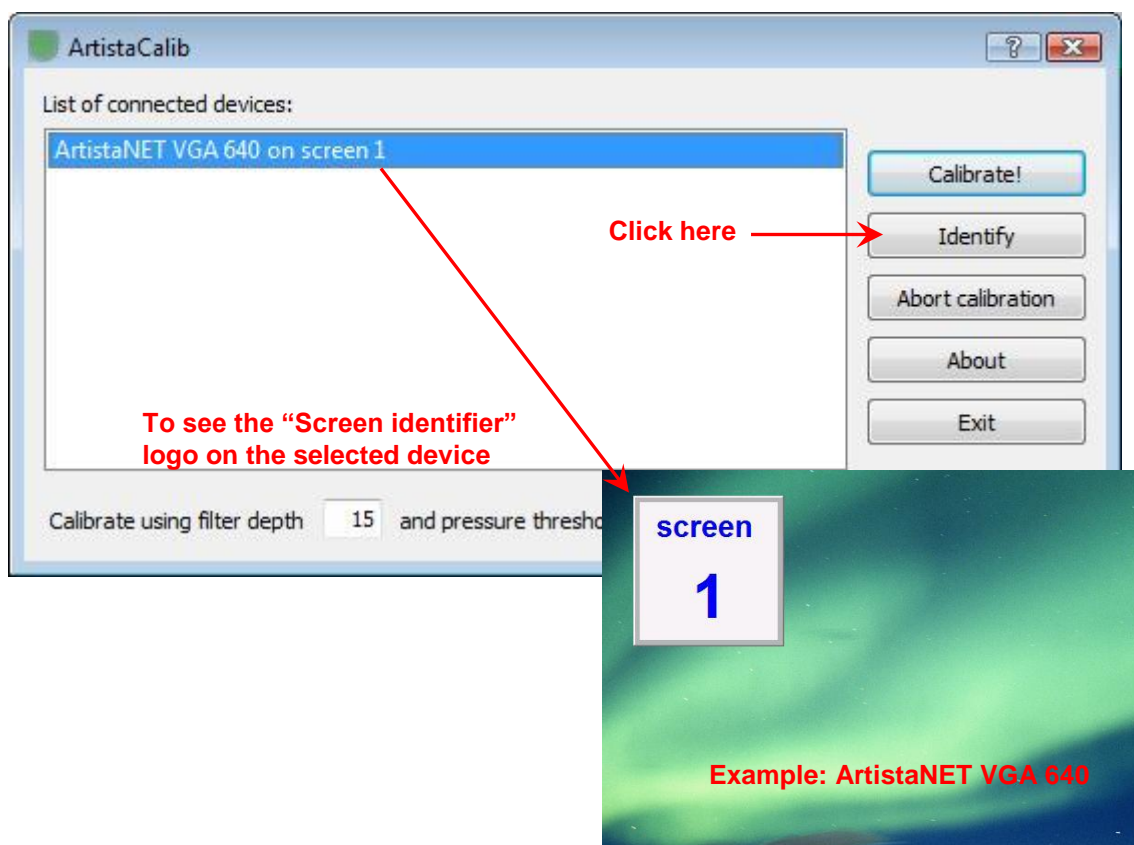 ArtistaCalib
List of connected devices:
ArtistaNET VGA 640 on screen 1
Calibrate!
Click here
Identify
Abort calibration
About
To see the “Screen identifier”
logo on the selected device
Exit
Calibrate using filter depth 15 and pressure thresho
screen
1
Example: ArtistaNET VGA 640